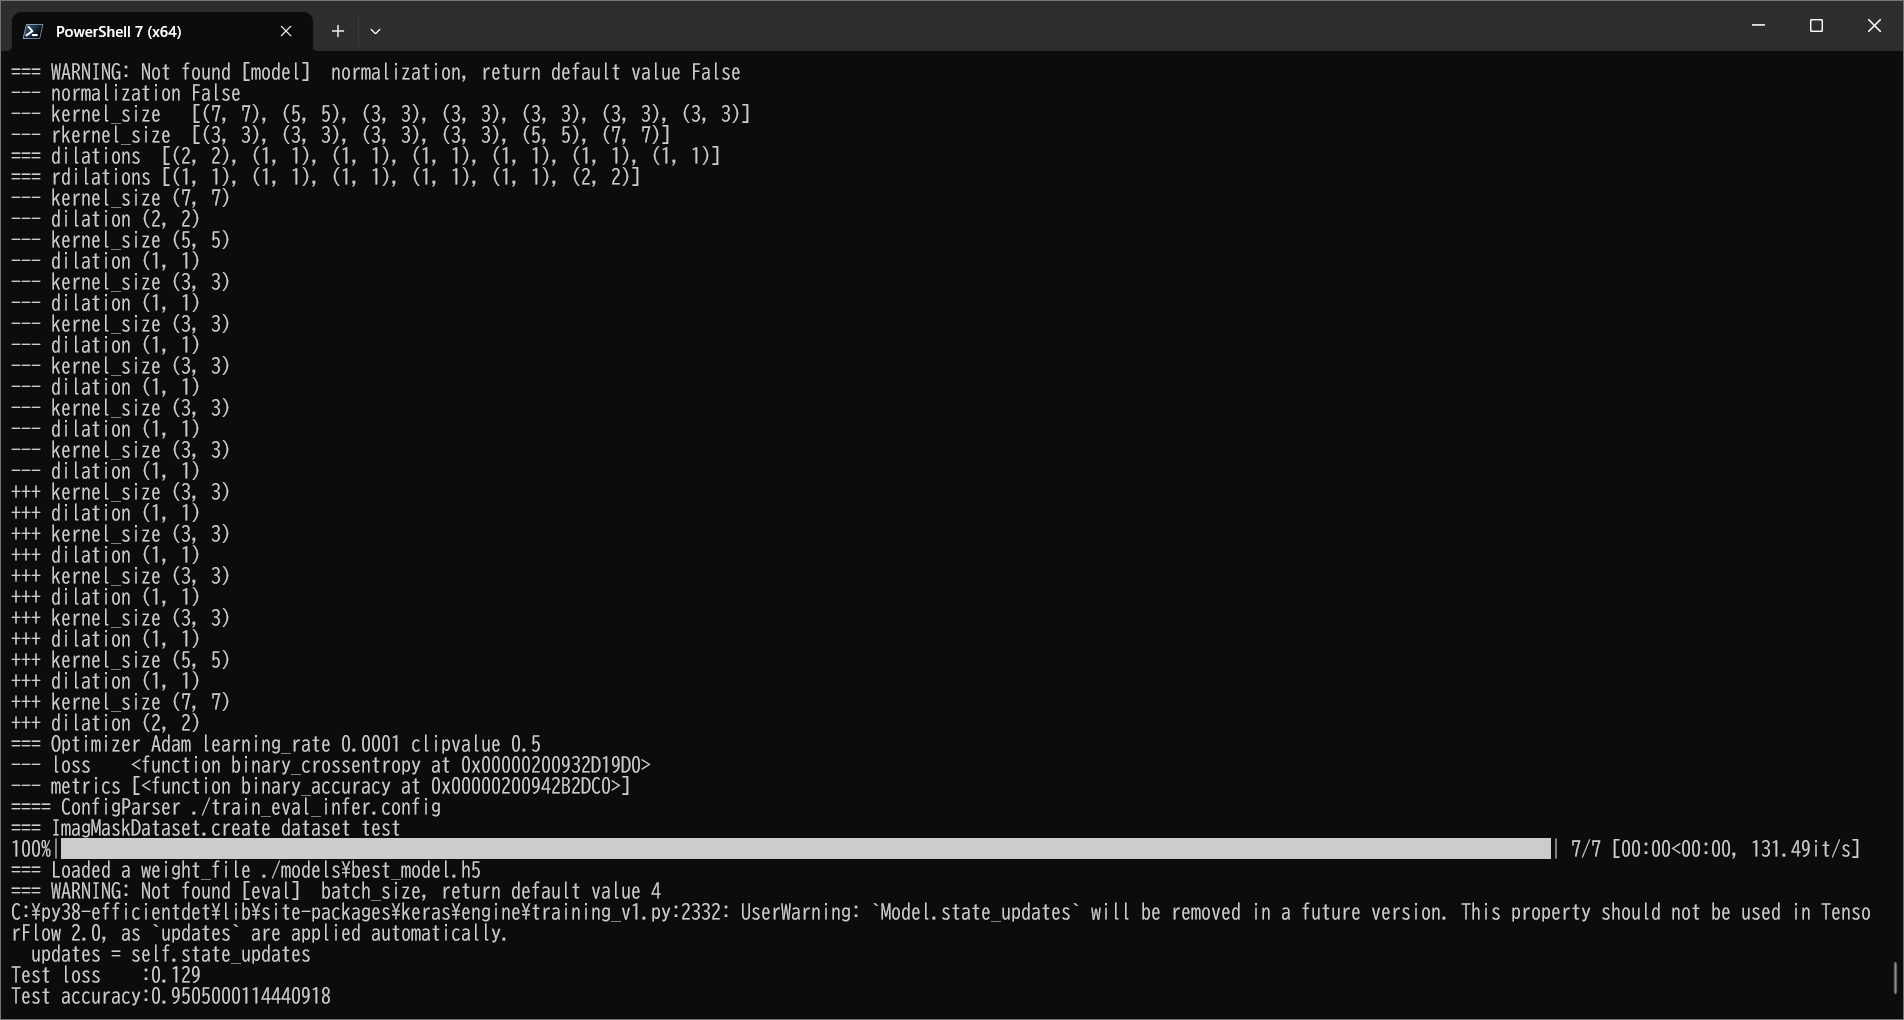 PowerShell 7 (x64)
=== WARNING: Not found [model]  normalization, return default value False
--- normalization False
--- kernel_size   [(7, 7), (5, 5), (3, 3), (3, 3), (3, 3), (3, 3), (3, 3)]
--- rkernel_size  [(3, 3), (3, 3), (3, 3), (3, 3), (5, 5), (7, 7)]
=== dilations  [(2, 2), (1, 1), (1, 1), (1, 1), (1, 1), (1, 1), (1, 1)]
=== rdilations [(1, 1), (1, 1), (1, 1), (1, 1), (1, 1), (2, 2)]
--- kernel_size (7, 7)
--- dilation (2, 2)
--- kernel_size (5, 5)
--- dilation (1, 1)
--- kernel_size (3, 3)
--- dilation (1, 1)
--- kernel_size (3, 3)
--- dilation (1, 1)
--- kernel_size (3, 3)
--- dilation (1, 1)
--- kernel_size (3, 3)
--- dilation (1, 1)
--- kernel_size (3, 3)
--- dilation (1, 1)
+++ kernel_size (3, 3)
+++ dilation (1, 1)
+++ kernel_size (3, 3)
+++ dilation (1, 1)
+++ kernel_size (3, 3)
+++ dilation (1, 1)
+++ kernel_size (3, 3)
+++ dilation (1, 1)
+++ kernel_size (5, 5)
+++ dilation (1, 1)
+++ kernel_size (7, 7)
+++ dilation (2, 2)
=== Optimizer Adam learning_rate 0.0001 clipvalue 0.5
--- loss    <function binary_crossentropy at 0x00000200932D19D0>
--- metrics [<function binary_accuracy at 0x00000200942B2DC0>]
==== ConfigParser ./train_eval_infer.config
=== ImagMaskDataset.create dataset test
100%| | 7/7 [00:00<00:00, 131.49it/s]
=== Loaded a weight_file ./models¥best_model.h5
=== WARNING: Not found [eval]  batch_size, return default value 4
C:¥py38-efficientdet¥lib¥site-packages¥keras¥engine¥training_v1.py:2332: UserWarning: `Model.state_updates` will be removed in a future version. This property should not be used in Tenso
rFlow 2.0, as `updates` are applied automatically.
  updates = self.state_updates
Test loss    :0.129
Test accuracy:0.9505000114440918